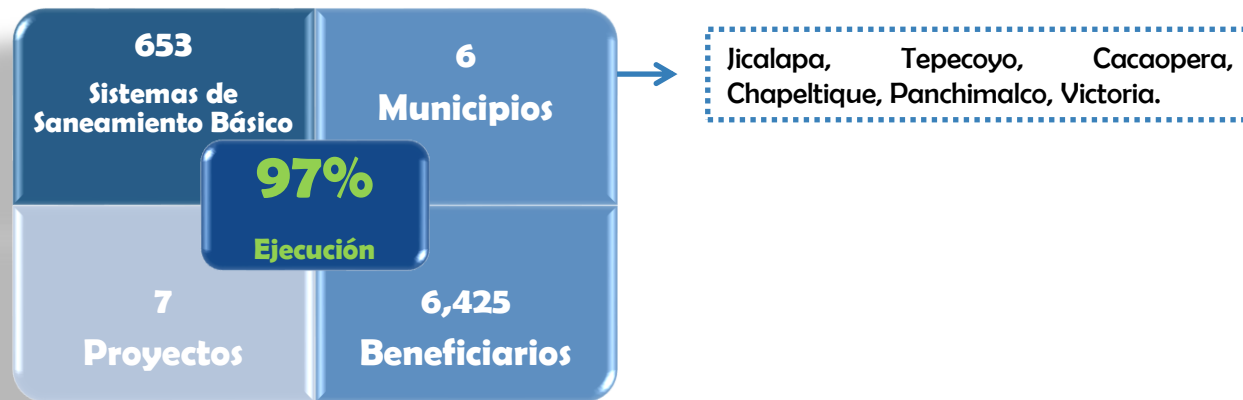 653
Sistemas de
Saneamiento Básico
6
Municipios
97%
Ejecución
7
Proyectos
6,425
Beneficiarios
Jicalapa, Tepecoyo, Cacaopera,
Chapeltique, Panchimalco, Victoria.